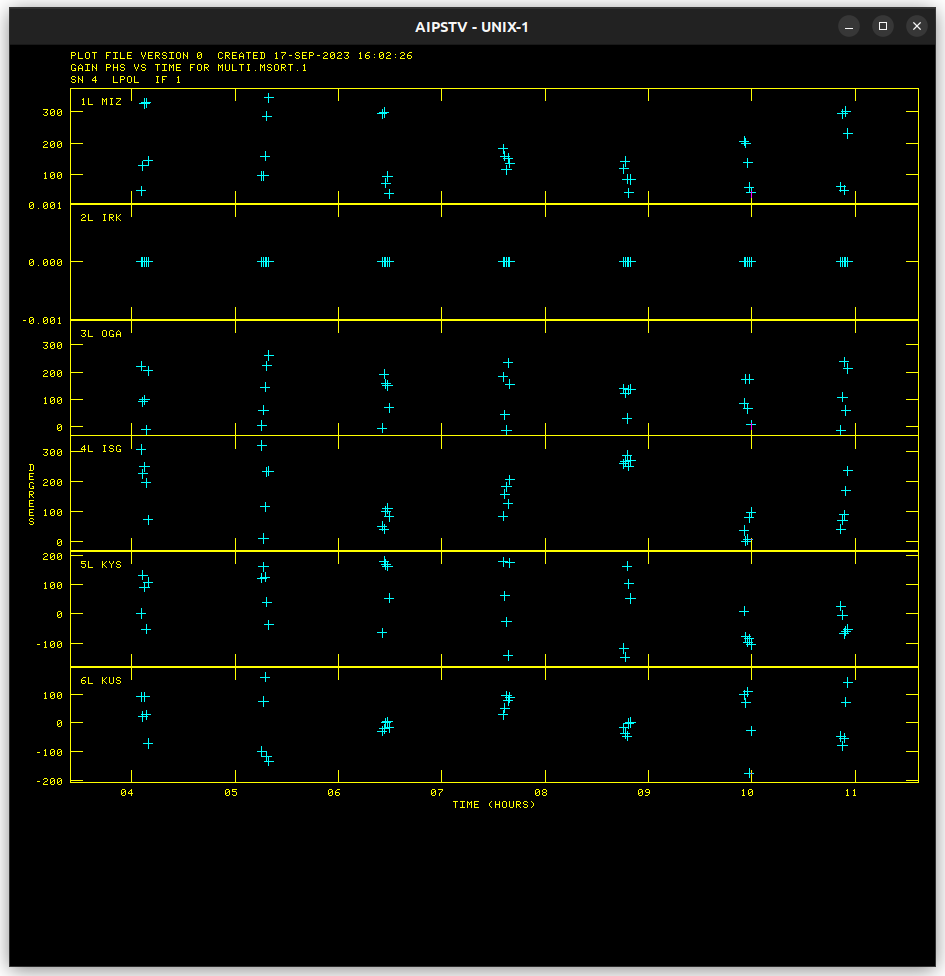 AIPSTV - UNIX-1
PLOT FILE VERSION 0 CREATED 17-SEP-2023 16:02:26
GAIN PHS VS TIME FOR MULTI.MSORT.1
SN 4 LPOL IF 1
1L MIZ
300
200
100
0.001
2L IRK
0.000
-0.001
3L OGA
300
200
100
0
4L ISG
300
200
100
0
DEGREES
200
5L KYS
100
0
-100
6L KUS
100
0
-100
-200
04 05 06 07 08 09 10 11
TIME (HOURS)